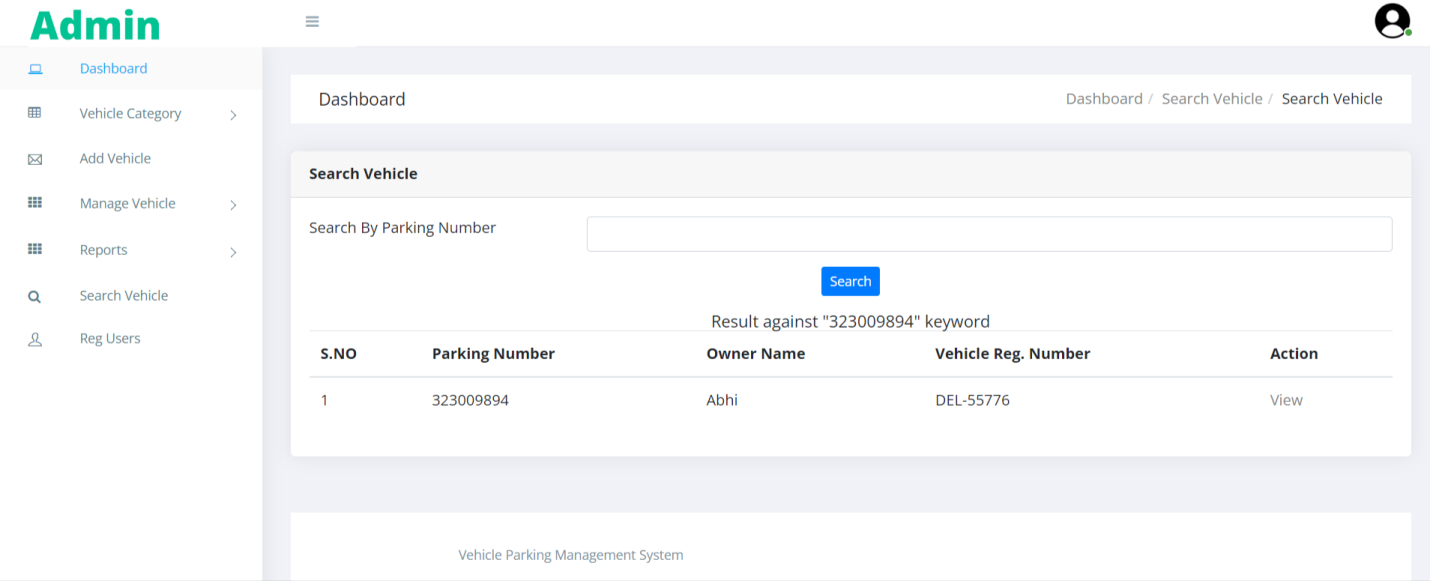 Admin
Dashboard
Vehicle Category
Add Vehicle
Manage Vehicle
Reports
Search Vehicle
Reg Users
Dashboard
Dashboard / Search Vehicle / Search Vehicle
Search Vehicle
Search By Parking Number
Search
Result against "323009894" keyword
S.NO Parking Number Owner Name Vehicle Reg. Number Action
1 323009894 Abhi DEL-55776 View
Vehicle Parking Management System